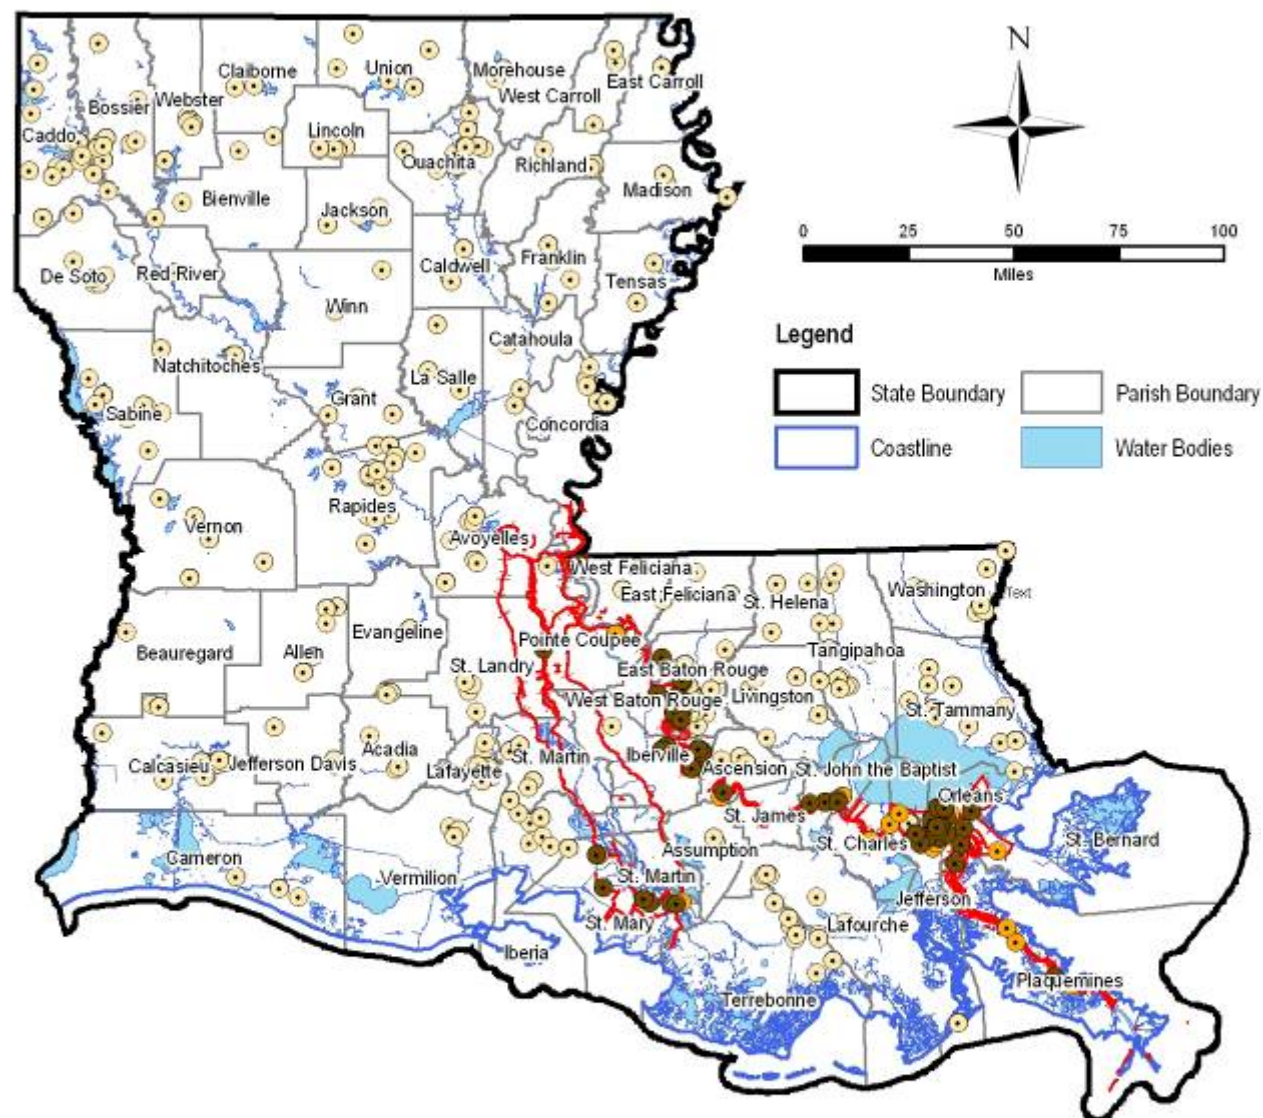 N
0 25 50 75 100
Miles
Legend
State Boundary
Parish Boundary
Coastline
Water Bodies
Claiborne
Union
Morehouse
West Carroll
East Carroll
Bossier
Webster
Caddo
Lincoln
Ouachita
Richland
Madison
Bienville
Jackson
De Soto
Red River
Caldwell
Franklin
Tensas
Winn
Natchitoches
Catahoula
La Salle
Grant
Sabine
Concordia
Rapides
Vernon
Avoyelles
West Feliciana
East Feliciana
St. Helena
Washington
Text
Beauregard
Allen
Evangeline
Pointe Coupee
Tangipahoa
St. Landry
East Baton Rouge
West Baton Rouge
Livingston
St. Tammany
Calcasieu
Jefferson Davis
Acadia
Lafayette
St. Martin
Iberville
Ascension
St. John the Baptist
Orleans
St. James
St. Charles
St. Bernard
Cameron
Vermilion
Assumption
St. Martin
Jefferson
St. Mary
Lafourche
Iberia
Plaquemines
Terrebonne